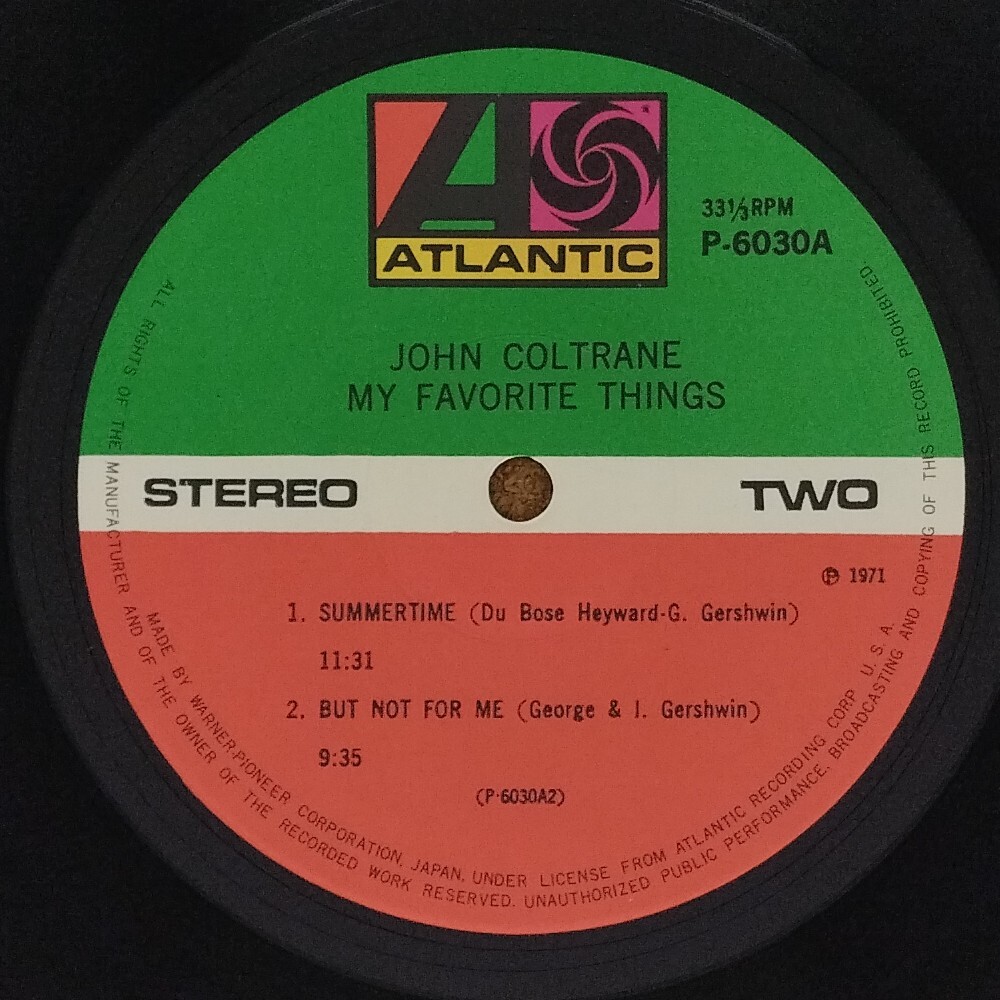 ATLANTIC
33⅓RPM
P-6030A
JOHN COLTRANE
MY FAVORITE THINGS
STEREO
TWO
℗ 1971
1. SUMMERTIME (Du Bose Heyward-G. Gershwin)
11:31
2. BUT NOT FOR ME (George & I. Gershwin)
9:35
(P-6030A2)
MADE BY WARNER-PIONEER CORPORATION, JAPAN, UNDER LICENSE FROM ATLANTIC RECORDING CORP. U. S. A.
ALL RIGHTS OF THE MANUFACTURER AND OF THE OWNER OF THE RECORDED WORK RESERVED. UNAUTHORIZED PUBLIC PERFORMANCE, BROADCASTING AND COPYING OF THIS RECORD PROHIBITED.